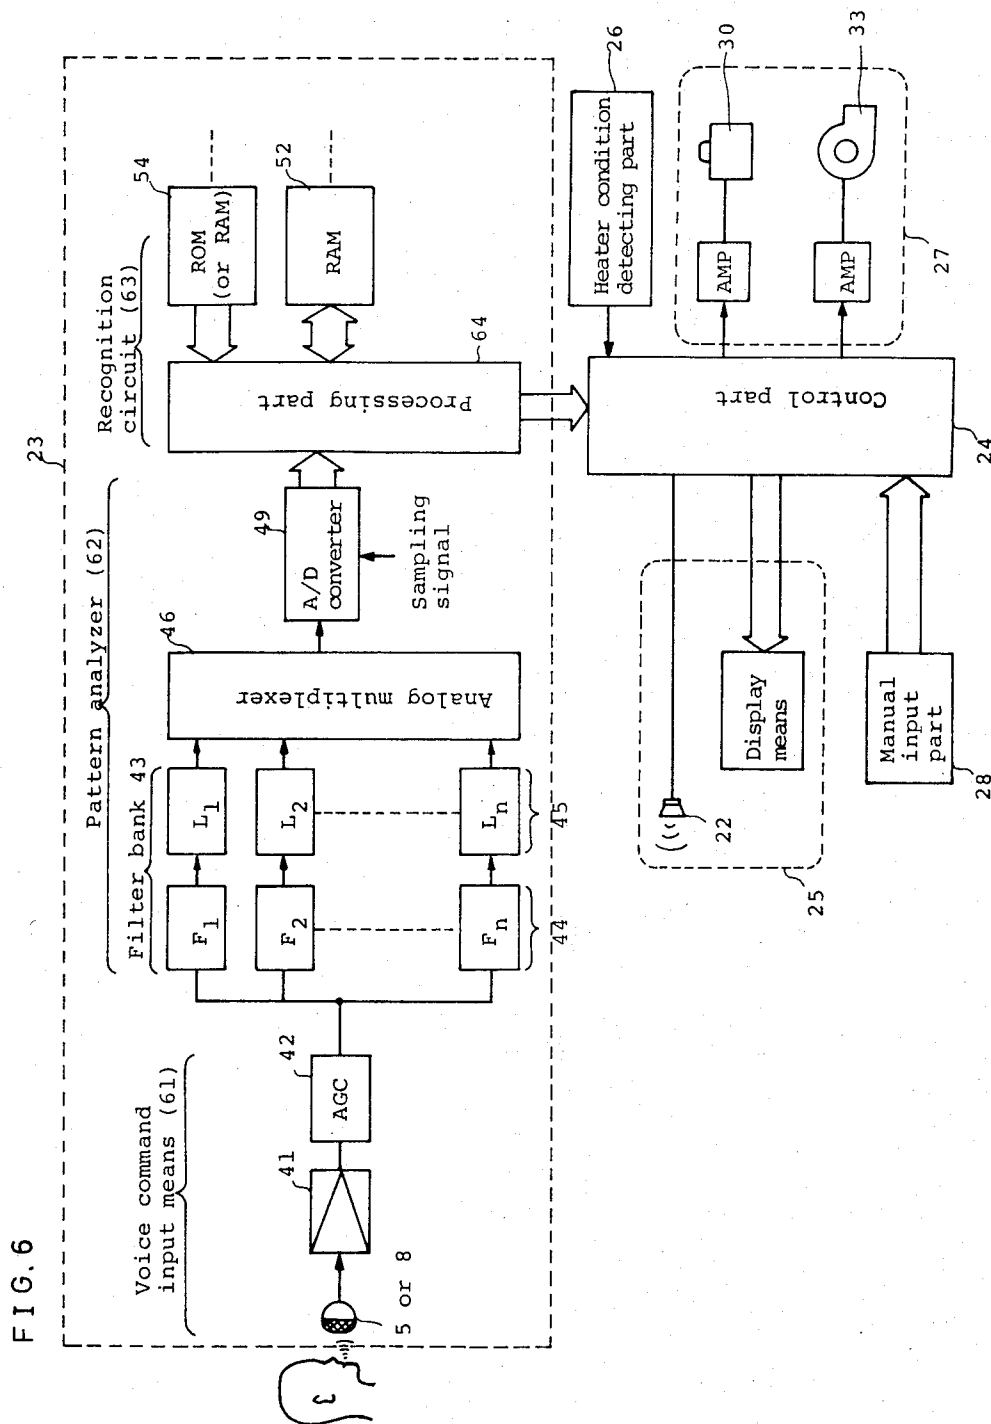 FIG.6
Voice command
input means (61)
5 or 8
41
AGC
42
Pattern analyzer (62)
Filter bank 43
F1
F2
Fn
44
L1
L2
Ln
45
Analog multiplexer
46
A/D
converter
49
Sampling
signal
23
Recognition
circuit (63)
Processing part
64
ROM
(or RAM)
54
RAM
52
Heater condition
detecting part
26
Control part
24
AMP
30
AMP
33
27
22
Display
means
25
Manual
input
part
28